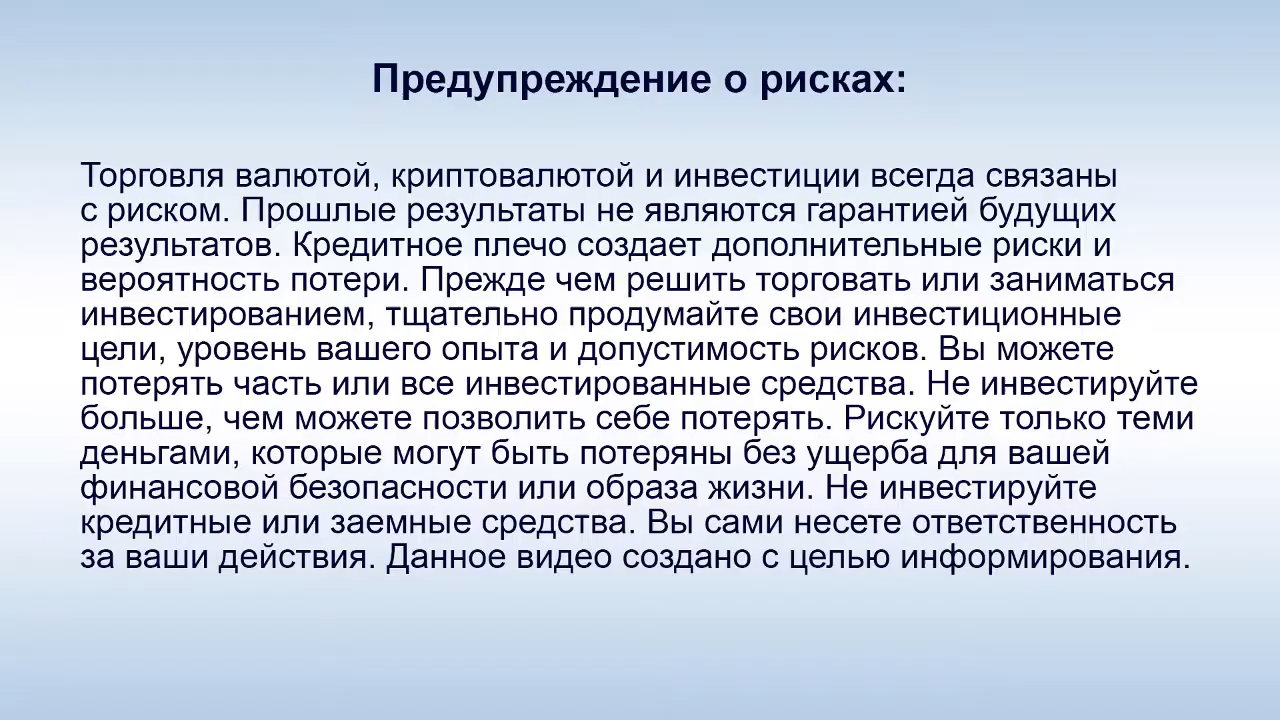 Предупреждение о рисках:
Торговля валютой, криптовалютой и инвестиции всегда связаны
с риском. Прошлые результаты не являются гарантией будущих
результатов. Кредитное плечо создает дополнительные риски и
вероятность потери. Прежде чем решить торговать или заниматься
инвестированием, тщательно продумайте свои инвестиционные
цели, уровень вашего опыта и допустимость рисков. Вы можете
потерять часть или все инвестированные средства. Не инвестируйте
больше, чем можете позволить себе потерять. Рискуйте только теми
деньгами, которые могут быть потеряны без ущерба для вашей
финансовой безопасности или образа жизни. Не инвестируйте
кредитные или заемные средства. Вы сами несете ответственность
за ваши действия. Данное видео создано с целью информирования.